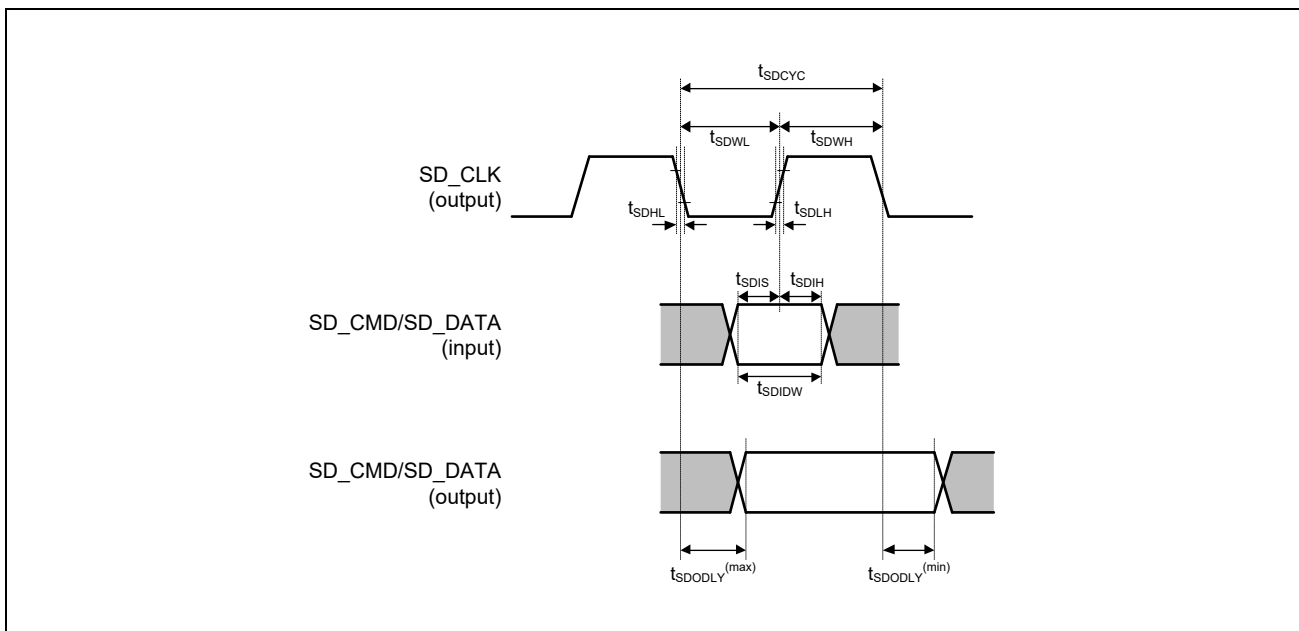 tSDCYC
tSDWL
tSDWH
SD_CLK
(output)
tSDHL
tSDLH
tSDIS
tSDIH
SD_CMD/SD_DATA
(input)
tSDIDW
SD_CMD/SD_DATA
(output)
tSDODLY(max)
tSDODLY(min)